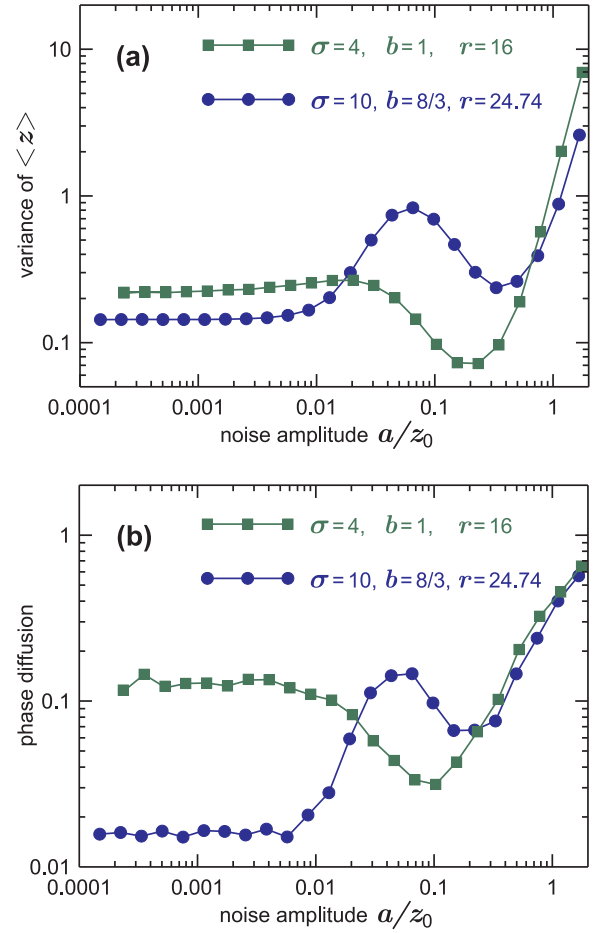 (a)
σ=4, b=1, r=16
σ=10, b=8/3, r=24.74
variance of <z>
10
1
0.1
0.0001 0.001 0.01 0.1 1
noise amplitude a/z₀
(b)
σ=4, b=1, r=16
σ=10, b=8/3, r=24.74
phase diffusion
1
0.1
0.01
0.0001 0.001 0.01 0.1 1
noise amplitude a/z₀